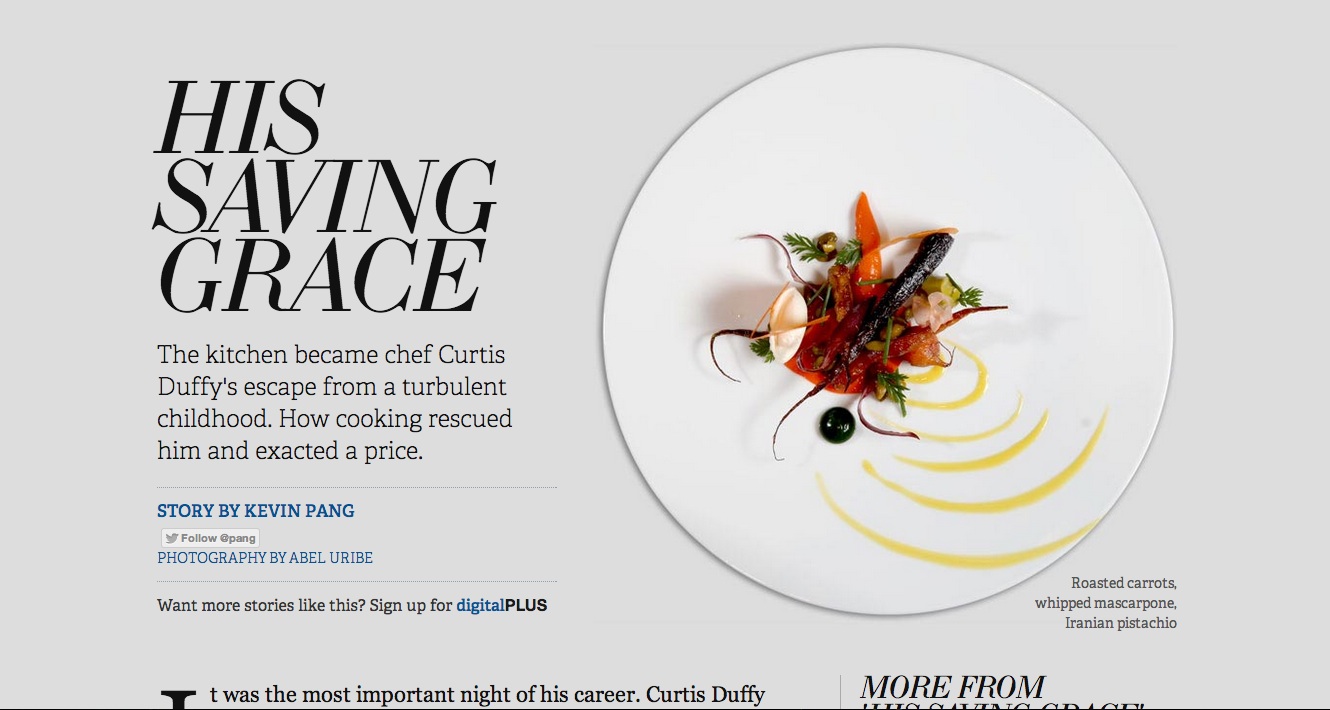 HIS
SAVING
GRACE
The kitchen became chef Curtis
Duffy's escape from a turbulent
childhood. How cooking rescued
him and exacted a price.
STORY BY KEVIN PANG
Follow @pang
PHOTOGRAPHY BY ABEL URIBE
Want more stories like this? Sign up for digitalPLUS
Roasted carrots,
whipped mascarpone,
Iranian pistachio
It was the most important night of his career. Curtis Duffy
MORE FROM
'HIS SAVING GRACE'